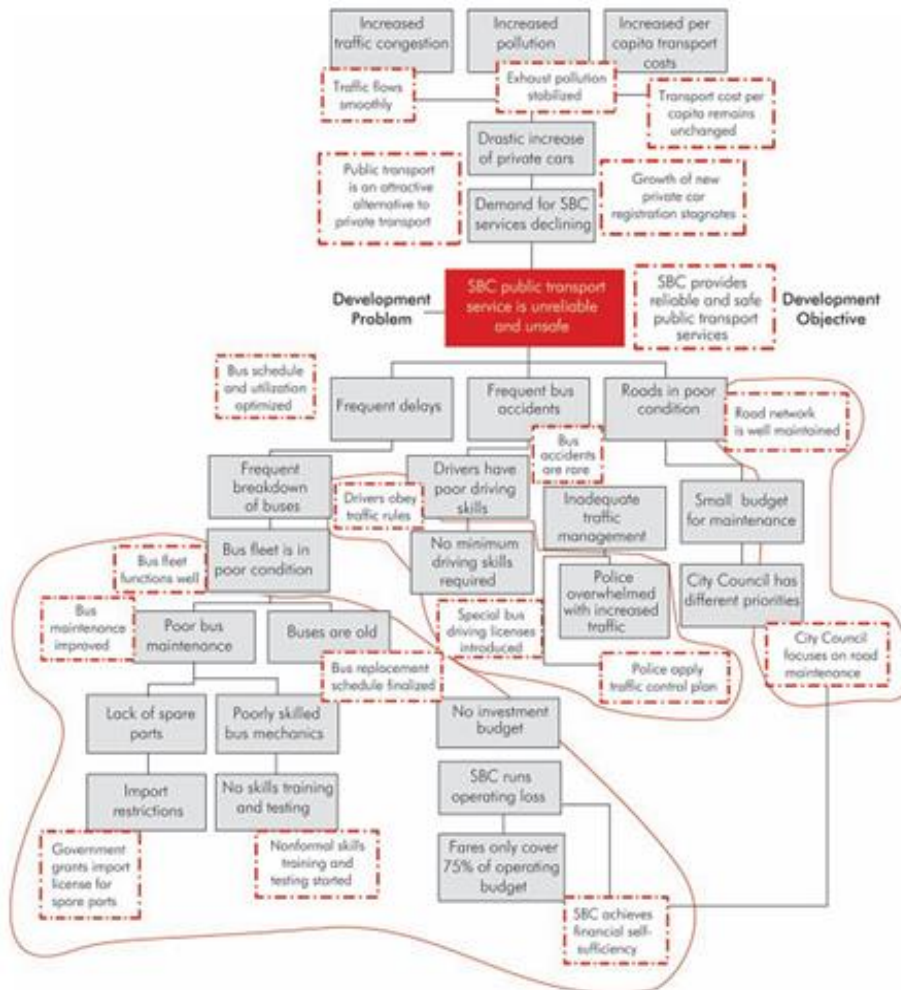 Increased
traffic congestion
Increased
pollution
Increased per
capita transport
costs
Traffic flows
smoothly
Exhaust pollution
stabilized
Transport cost per
capita remains
unchanged
Drastic increase
of private cars
Public transport
is an attractive
alternative to
private transport
Growth of new
private car
registration stagnates
Demand for SBC
services declining
Development
Problem
SBC public transport
service is unreliable
and unsafe
SBC provides
reliable and safe
public transport
services
Development
Objective
Bus schedule
and utilization
optimized
Frequent delays
Frequent bus
accidents
Roads in poor
condition
Road network
is well maintained
Bus
accidents
are rare
Frequent
breakdown
of buses
Drivers obey
traffic rules
Drivers have
poor driving
skills
Inadequate
traffic
management
Small budget
for maintenance
Bus fleet
functions well
Bus fleet is in
poor condition
No minimum
driving skills
required
Police
overwhelmed
with increased
traffic
City Council has
different priorities
Bus
maintenance
improved
Poor bus
maintenance
Buses are old
Special bus
driving licenses
introduced
City Council
focuses on road
maintenance
Bus replacement
schedule finalized
Police apply
traffic control plan
Lack of spare
parts
Poorly skilled
bus mechanics
No investment
budget
Import
restrictions
No skills training
and testing
SBC runs
operating loss
Government
grants import
license for
spare parts
Nonformal skills
training and
testing started
Fares only cover
75% of operating
budget
SBC achieves
financial self-
sufficiency